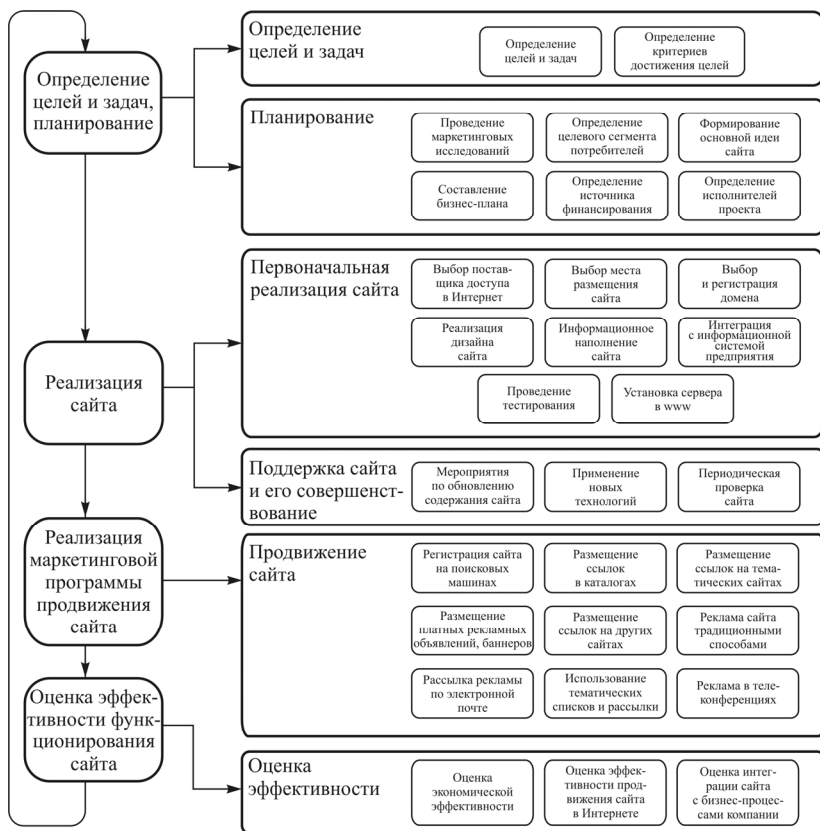 Определение
целей и задач,
планирование
Определение
целей и задач
Определение
целей и задач
Определение
критериев
достижения целей
Планирование
Проведение
маркетинговых
исследований
Определение
целевого сегмента
потребителей
Формирование
основной идеи
сайта
Составление
бизнес-плана
Определение
источника
финансирования
Определение
исполнителей
проекта
Реализация
сайта
Первоначальная
реализация сайта
Выбор постав-
щика доступа
в Интернет
Выбор места
размещения
сайта
Выбор
и регистрация
домена
Реализация
дизайна
сайта
Информационное
наполнение
сайта
Интеграция
с информационной
системой
предприятия
Проведение
тестирования
Установка сервера
в www
Поддержка сайта
и его совершенст-
вование
Мероприятия
по обновлению
содержания сайта
Применение
новых
технологий
Периодическая
проверка
сайта
Реализация
маркетинговой
программы
продвижения
сайта
Продвижение
сайта
Регистрация сайта
на поисковых
машинах
Размещение
ссылок
в каталогах
Размещение
ссылок на тема-
тических сайтах
Размещение
платных рекламных
объявлений, баннеров
Размещение
ссылок на других
сайтах
Реклама сайта
традиционными
способами
Рассылка рекламы
по электронной
почте
Использование
тематических
списков и рассылки
Реклама в теле-
конференциях
Оценка эффек-
тивности функ-
ционирования
сайта
Оценка
эффективности
Оценка
экономической
эффективности
Оценка эффек-
тивности прод-
вижения сайта
в Интернете
Оценка интег-
рации сайта
с бизнес-процес-
сами компании